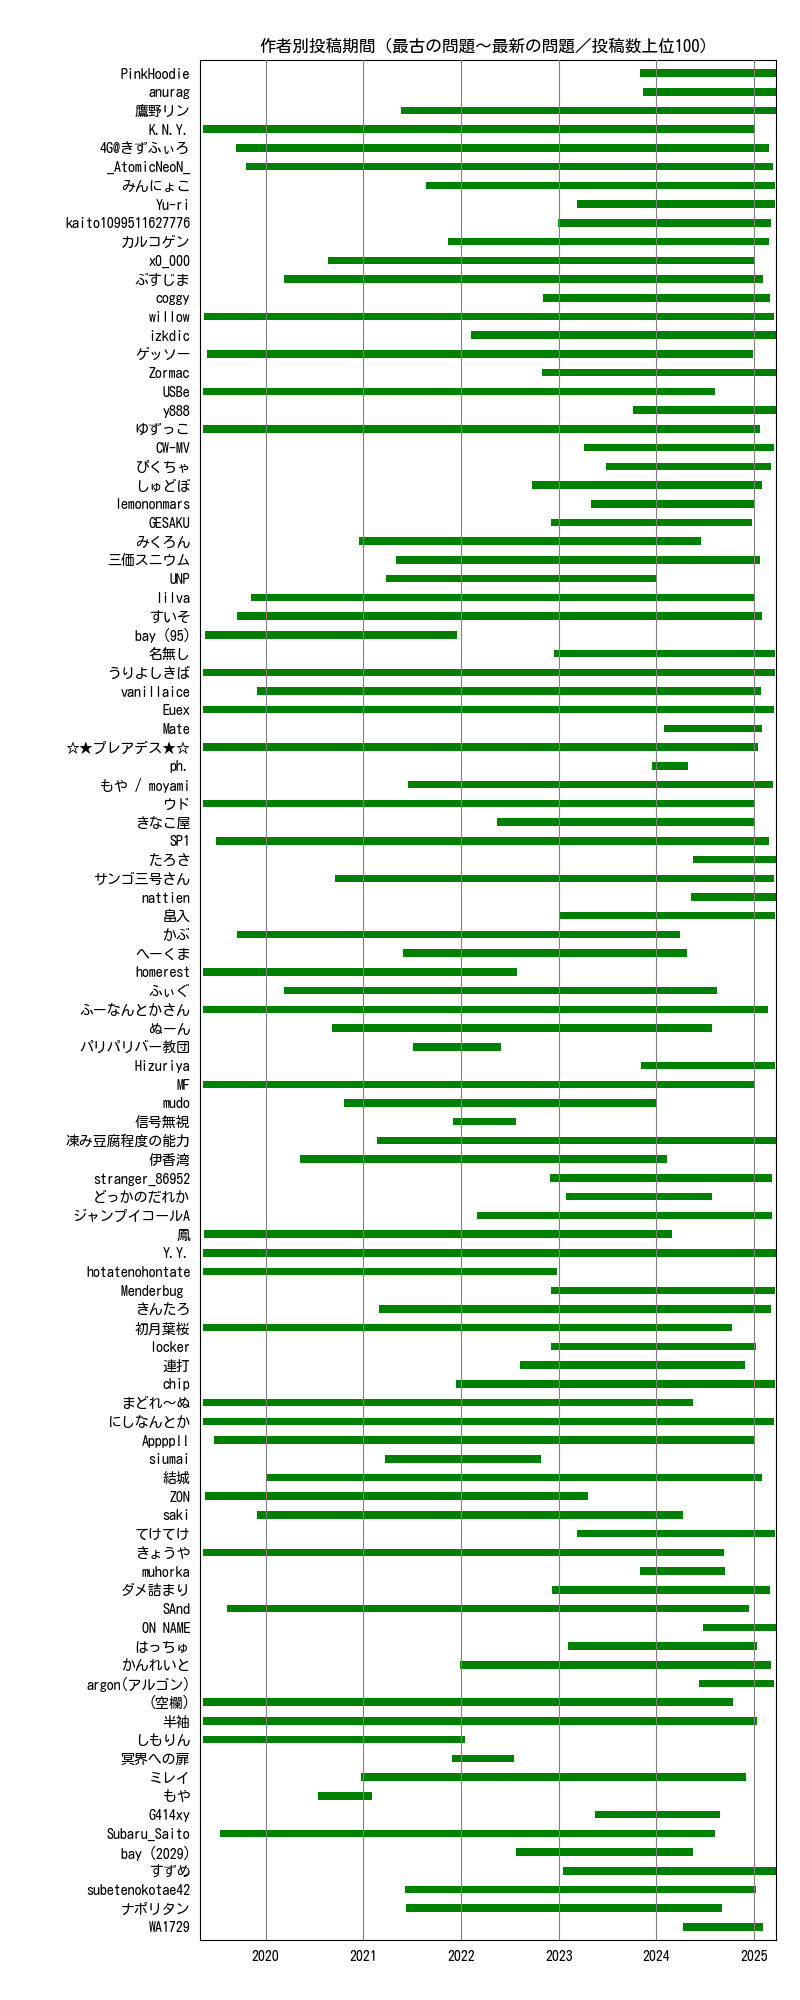 作者別投稿期間（最古の問題～最新の問題／投稿数上位100）
PinkHoodie
anurag
鷹野リン
K.N.Y.
4G@きずふぃろ
_AtomicNeoN_
みんにょこ
Yu-ri
kaito1099511627776
カルコゲン
x0_000
ぶすじま
coggy
willow
izkdic
ゲッソー
Zormac
USBe
y888
ゆずっこ
CW-MV
ぴくちゃ
しゅどぼ
lemononmars
GESAKU
みくろん
三価スニウム
UNP
lilva
すいそ
bay (95)
名無し
うりよしきば
vanillaice
Euex
Mate
☆★プレアデス★☆
ph.
もや / moyami
ウド
きなこ屋
SP1
たろさ
サンゴ三号さん
nattien
畠入
かぶ
へーくま
homerest
ふぃぐ
ふーなんとかさん
ぬーん
パリパリバー教団
Hizuriya
MF
mudo
信号無視
凍み豆腐程度の能力
伊香湾
stranger_86952
どっかのだれか
ジャンプイコールA
鳳
Y.Y.
hotatenohontate
Menderbug
きんたろ
初月葉桜
locker
連打
chip
まどれ～ぬ
にしなんとか
Appppll
siumai
結城
ZON
saki
てけてけ
きょうや
muhorka
ダメ詰まり
SAnd
ON NAME
はっちゅ
かんれいと
argon(アルゴン)
(空欄)
半袖
しもりん
冥界への扉
ミレイ
もや
G414xy
Subaru_Saito
bay (2029)
すずめ
subetenokotae42
ナポリタン
WA1729
2020 2021 2022 2023 2024 2025